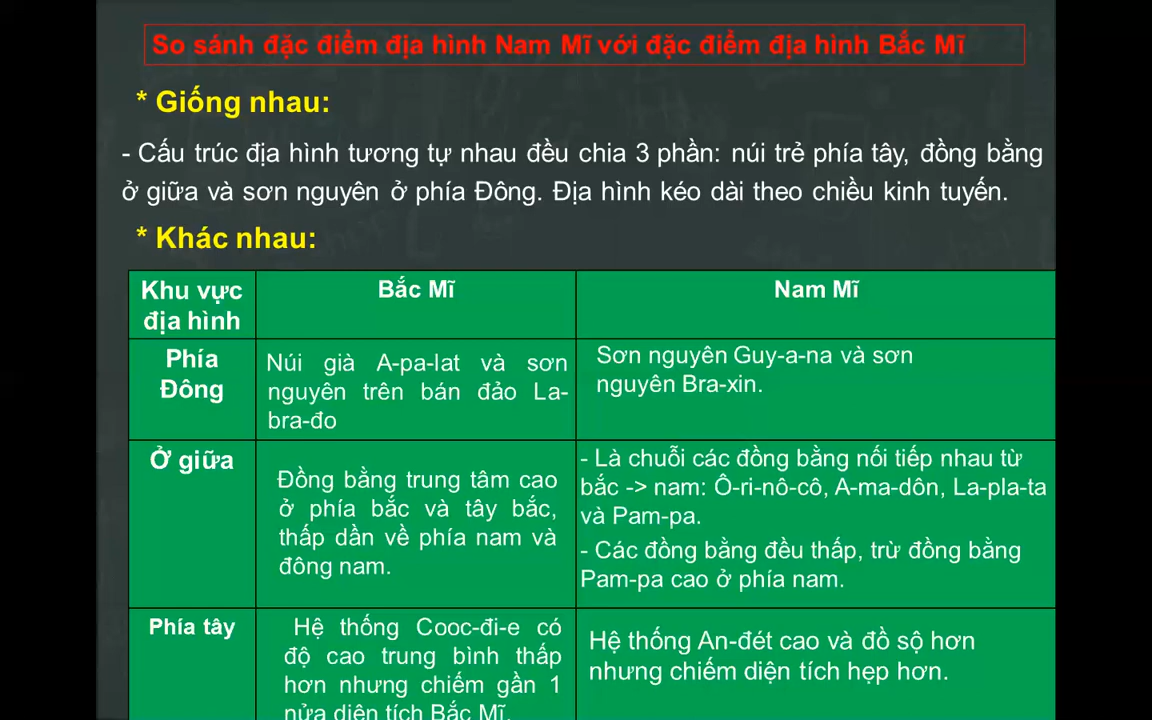 So sánh đặc điểm địa hình Nam Mĩ với đặc điểm địa hình Bắc Mĩ
* Giống nhau:
- Cấu trúc địa hình tương tự nhau đều chia 3 phần: núi trẻ phía tây, đồng bằng
ở giữa và sơn nguyên ở phía Đông. Địa hình kéo dài theo chiều kinh tuyến.
* Khác nhau:
Khu vực
địa hình
Bắc Mĩ
Nam Mĩ
Phía
Đông
Núi già A-pa-lat và sơn
nguyên trên bán đảo La-
bra-đo
Sơn nguyên Guy-a-na và sơn
nguyên Bra-xin.
Ở giữa
Đồng bằng trung tâm cao
ở phía bắc và tây bắc,
thấp dần về phía nam và
đông nam.
- Là chuỗi các đồng bằng nối tiếp nhau từ
bắc -> nam: Ô-ri-nô-cô, A-ma-dôn, La-pla-ta
và Pam-pa.
- Các đồng bằng đều thấp, trừ đồng bằng
Pam-pa cao ở phía nam.
Phía tây
Hệ thống Cooc-đi-e có
độ cao trung bình thấp
hơn nhưng chiếm gần 1
nửa diện tích Bắc Mĩ.
Hệ thống An-đét cao và đồ sộ hơn
nhưng chiếm diện tích hẹp hơn.